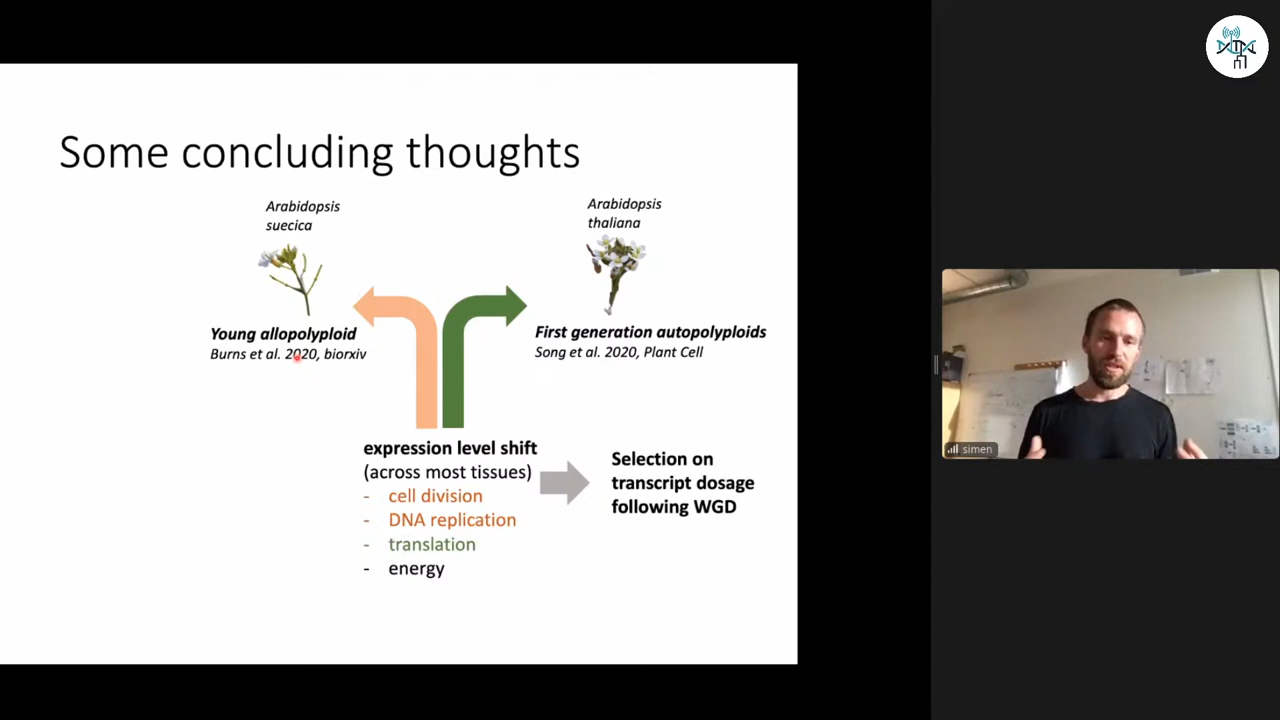 Some concluding thoughts
Arabidopsis
suecica
Arabidopsis
thaliana
Young allopolyploid
Burns et al. 2020, biorxiv
First generation autopolyploids
Song et al. 2020, Plant Cell
expression level shift
(across most tissues)
- cell division
- DNA replication
- translation
- energy
Selection on
transcript dosage
following WGD
simen